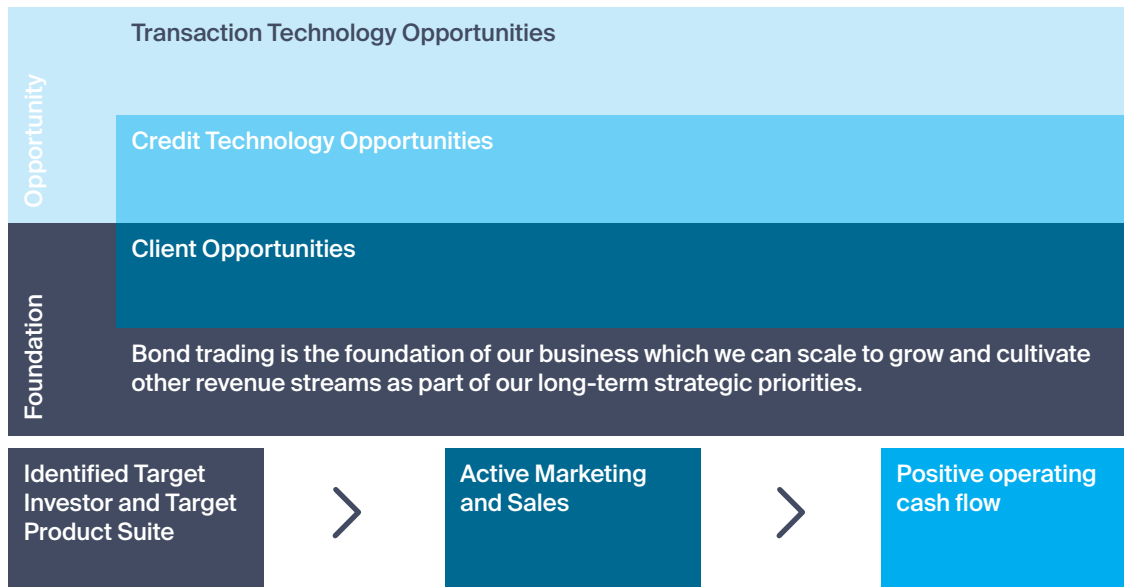 Opportunity
Transaction Technology Opportunities
Credit Technology Opportunities
Foundation
Client Opportunities
Bond trading is the foundation of our business which we can scale to grow and cultivate
other revenue streams as part of our long-term strategic priorities.
Identified Target
Investor and Target
Product Suite
Active Marketing
and Sales
Positive operating
cash flow